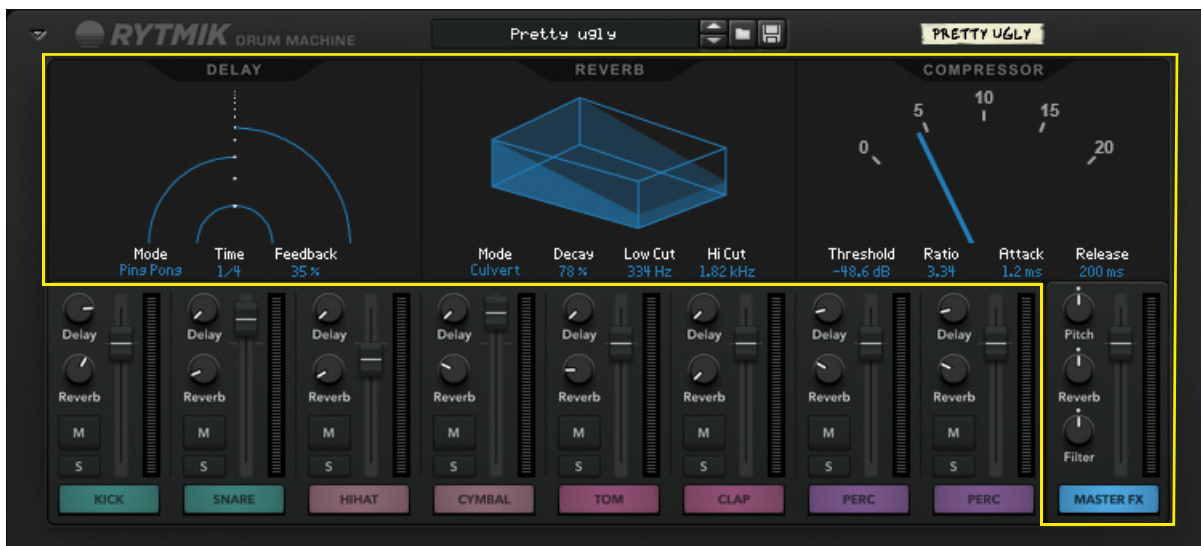 RYTMIK DRUM MACHINE
Pretty ugly
PRETTY UGLY
DELAY
REVERB
COMPRESSOR
0 5 10 15 20
Mode Time Feedback
Ping Pong 1/4 35 %
Mode Decay Low Cut Hi Cut
Culvert 78 % 334 Hz 1.82 kHz
Threshold Ratio Attack Release
-48.6 dB 3.34 1.2 ms 200 ms
Delay Delay Delay Delay Delay Delay Delay Delay Pitch
Reverb Reverb Reverb Reverb Reverb Reverb Reverb Reverb Reverb
M M M M M M M M
Filter
S S S S S S S S
KICK SNARE HIHAT CYMBAL TOM CLAP PERC PERC MASTER FX